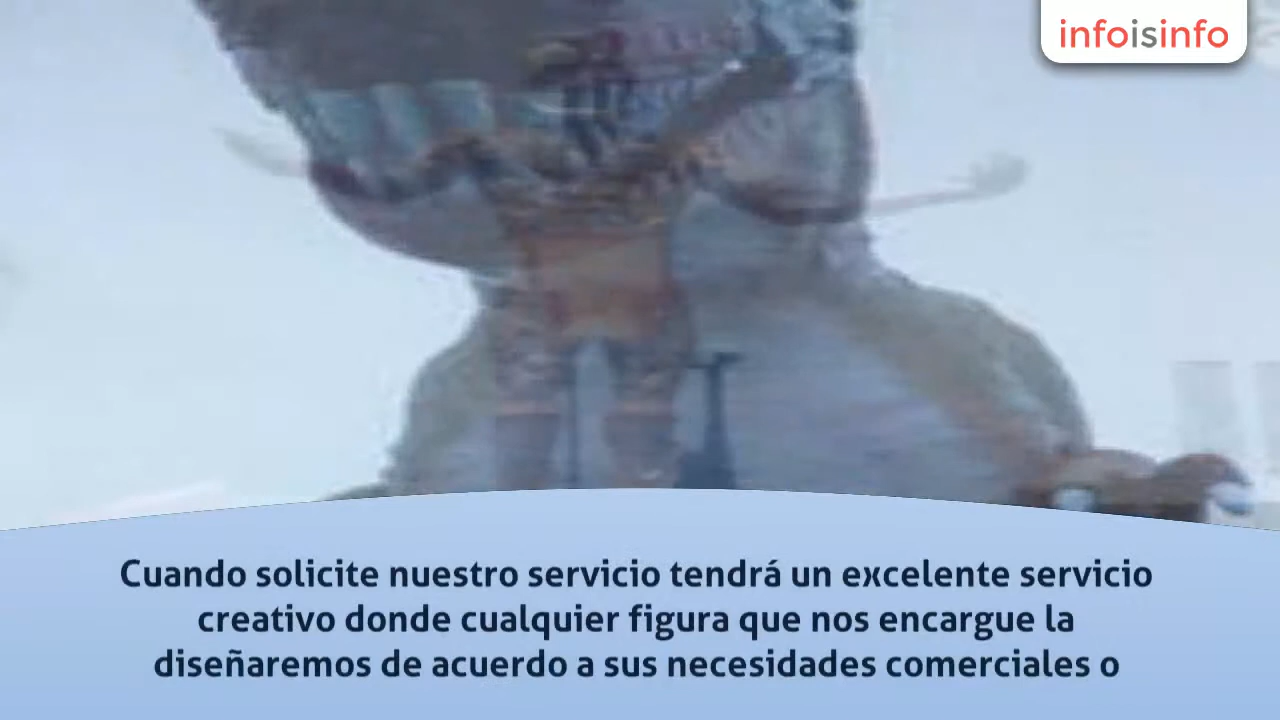 infoisinfo
Cuando solicite nuestro servicio tendrá un excelente servicio
creativo donde cualquier figura que nos encargue la
diseñaremos de acuerdo a sus necesidades comerciales o